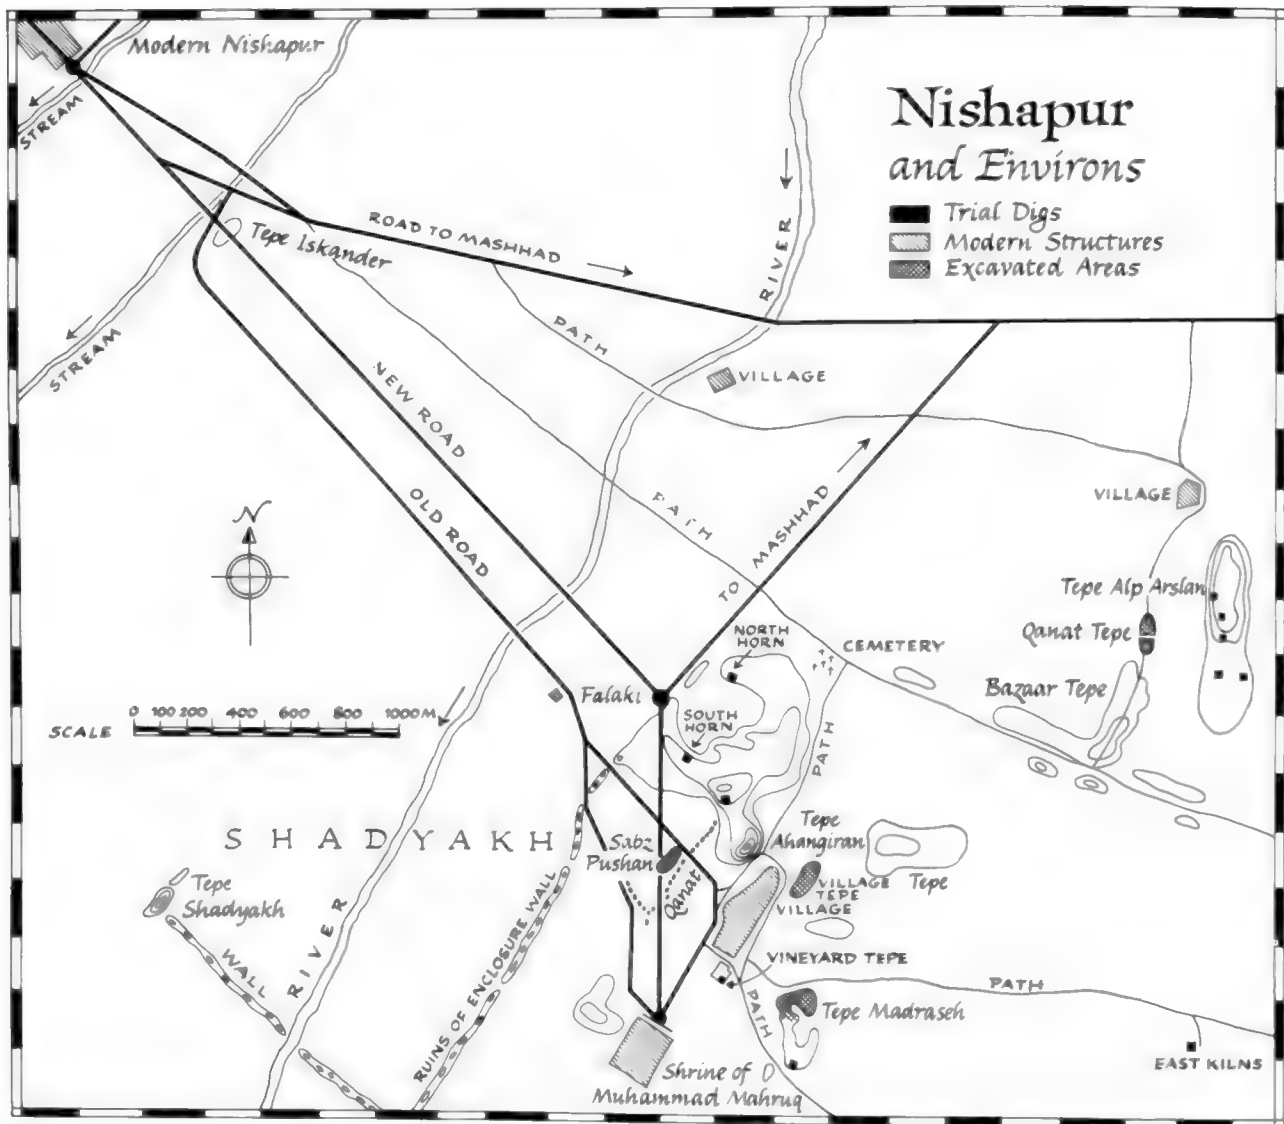 Modern Nishapur
STREAM
Nishapur
and Environs
Trial Digs
Modern Structures
Excavated Areas
Tepe Iskander
ROAD TO MASHHAD
RIVER
STREAM
PATH
NEW ROAD
VILLAGE
OLD ROAD
PATH
TO MASHHAD
VILLAGE
N
Tepe Alp Arslan
Qanat Tepe
NORTH
HORN
CEMETERY
Bazaar Tepe
Falaki
SOUTH
HORN
SCALE
0 100 200 400 600 800 1000M
PATH
SHADYAKH
Sabz
Pushan
Tepe
Ahangiran
Tepe
Qanat
VILLAGE
TEPE
VILLAGE
Tepe
Shadyakh
WALL
RIVER
RUINS OF ENCLOSURE WALL
VINEYARD TEPE
PATH
PATH
Tepe Madraseh
EAST KILNS
Shrine of D
Muhammad Mahruq